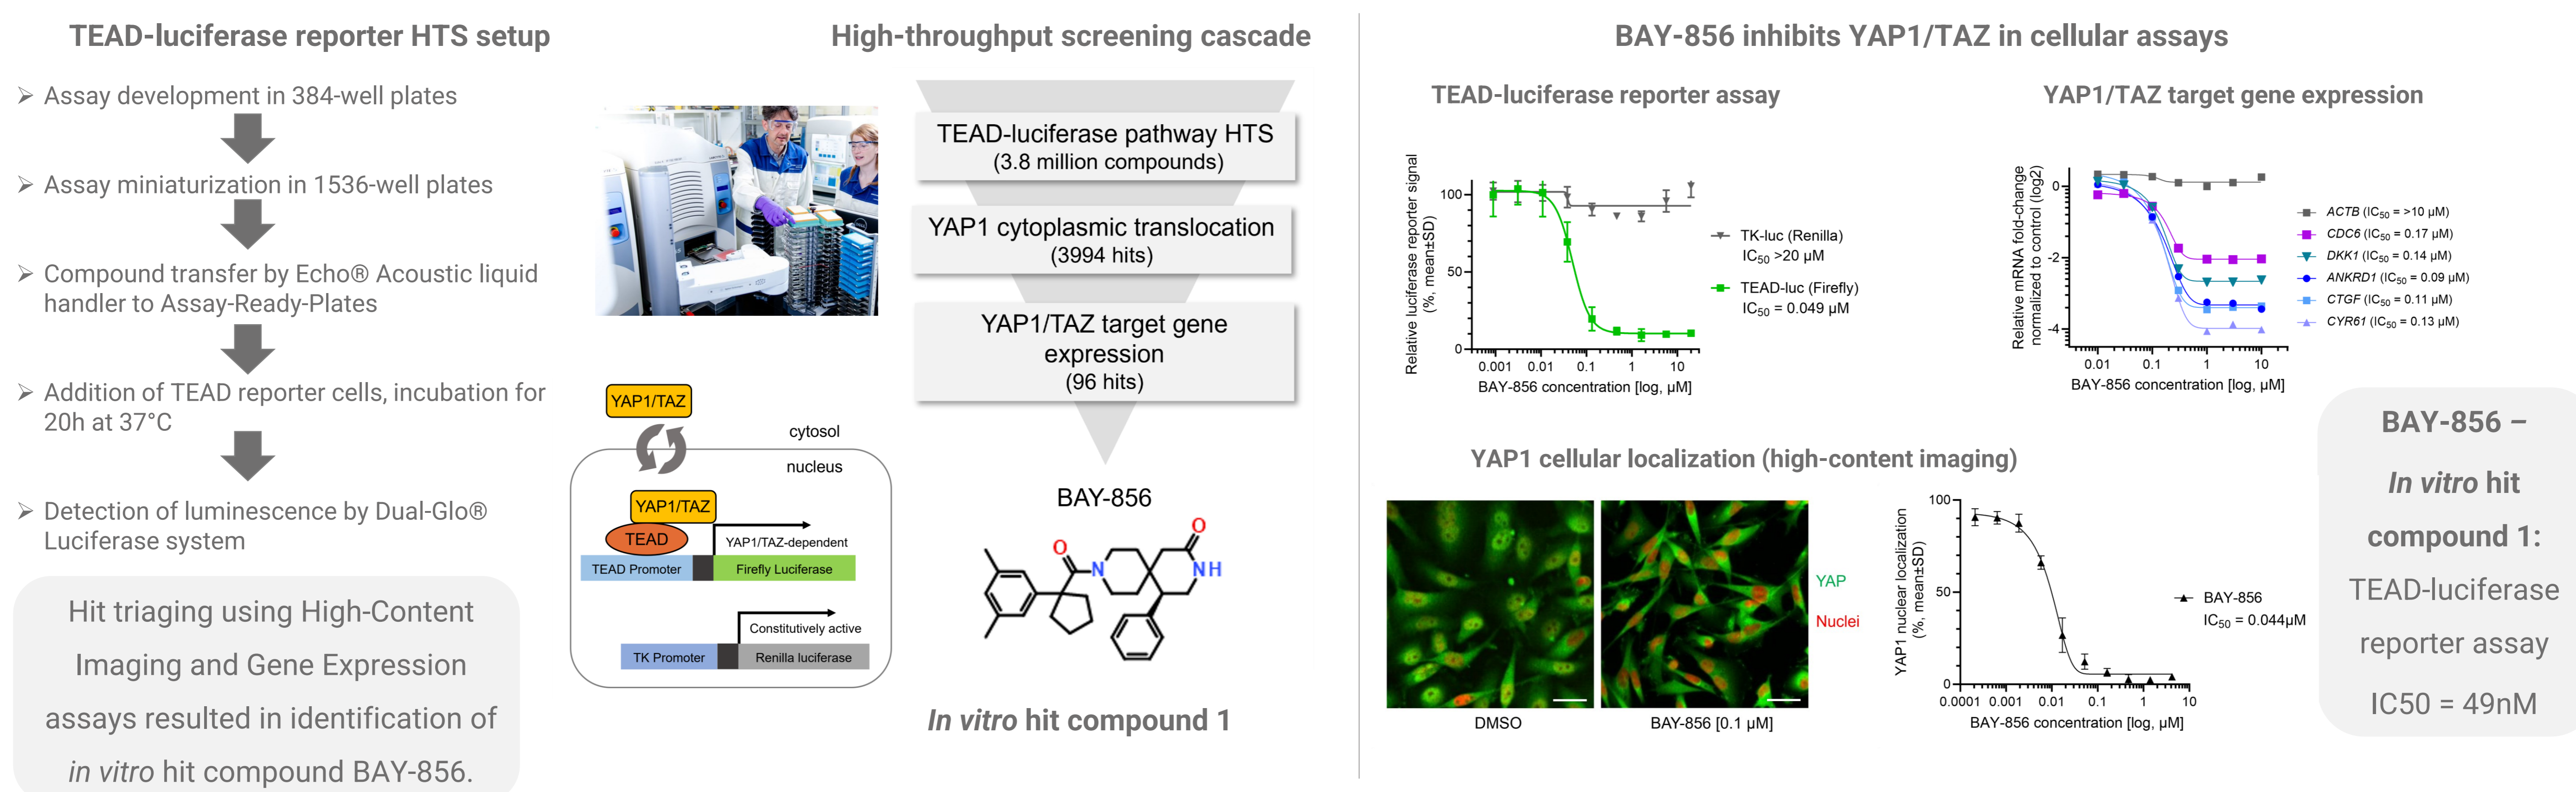 TEAD-luciferase reporter HTS setup
➢ Assay development in 384-well plates
➢ Assay miniaturization in 1536-well plates
➢ Compound transfer by Echo® Acoustic liquid
handler to Assay-Ready-Plates
➢ Addition of TEAD reporter cells, incubation for
20h at 37°C
➢ Detection of luminescence by Dual-Glo®
Luciferase system
Hit triaging using High-Content
Imaging and Gene Expression
assays resulted in identification of
in vitro hit compound BAY-856.
YAP1/TAZ
cytosol
nucleus
YAP1/TAZ
TEAD
YAP1/TAZ-dependent
TEAD Promoter
Firefly Luciferase
Constitutively active
TK Promoter
Renilla luciferase
High-throughput screening cascade
TEAD-luciferase pathway HTS
(3.8 million compounds)
YAP1 cytoplasmic translocation
(3994 hits)
YAP1/TAZ target gene
expression
(96 hits)
BAY-856
O
O
N
NH
In vitro hit compound 1
BAY-856 inhibits YAP1/TAZ in cellular assays
TEAD-luciferase reporter assay
Relative luciferase reporter signal
(%, mean±SD)
100
50
0
0.001 0.01 0.1 1 10
BAY-856 concentration [log, µM]
TK-luc (Renilla)
IC50 >20 µM
TEAD-luc (Firefly)
IC50 = 0.049 µM
YAP1/TAZ target gene expression
Relative mRNA fold-change
normalized to control (log2)
0
-2
-4
0.01 0.1 1 10
BAY-856 concentration [log, µM]
ACTB (IC50 = >10 µM)
CDC6 (IC50 = 0.17 µM)
DKK1 (IC50 = 0.14 µM)
ANKRD1 (IC50 = 0.09 µM)
CTGF (IC50 = 0.11 µM)
CYR61 (IC50 = 0.13 µM)
YAP1 cellular localization (high-content imaging)
DMSO
BAY-856 [0.1 µM]
YAP
Nuclei
YAP1 nuclear localization
(%, mean±SD)
100
50
0
0.0001 0.001 0.01 0.1 1 10
BAY-856 concentration [log, µM]
BAY-856
IC50 = 0.044µM
BAY-856 –
In vitro hit
compound 1:
TEAD-luciferase
reporter assay
IC50 = 49nM